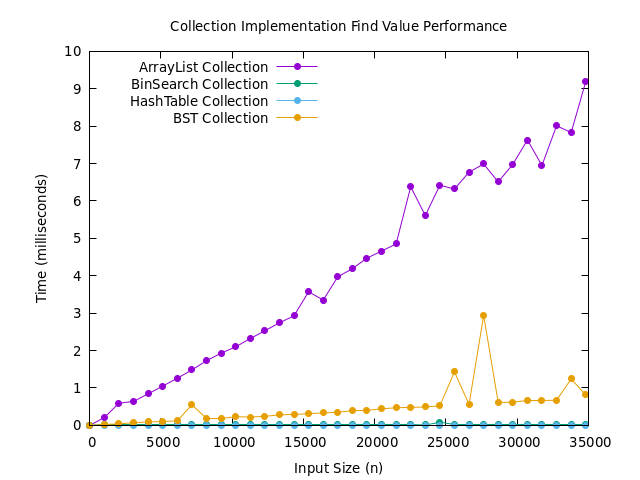 Collection Implementation Find Value Performance
10
9
8
7
6
5
4
3
2
1
0
Time (milliseconds)
ArrayList Collection
BinSearch Collection
HashTable Collection
BST Collection
0 5000 10000 15000 20000 25000 30000 35000
Input Size (n)